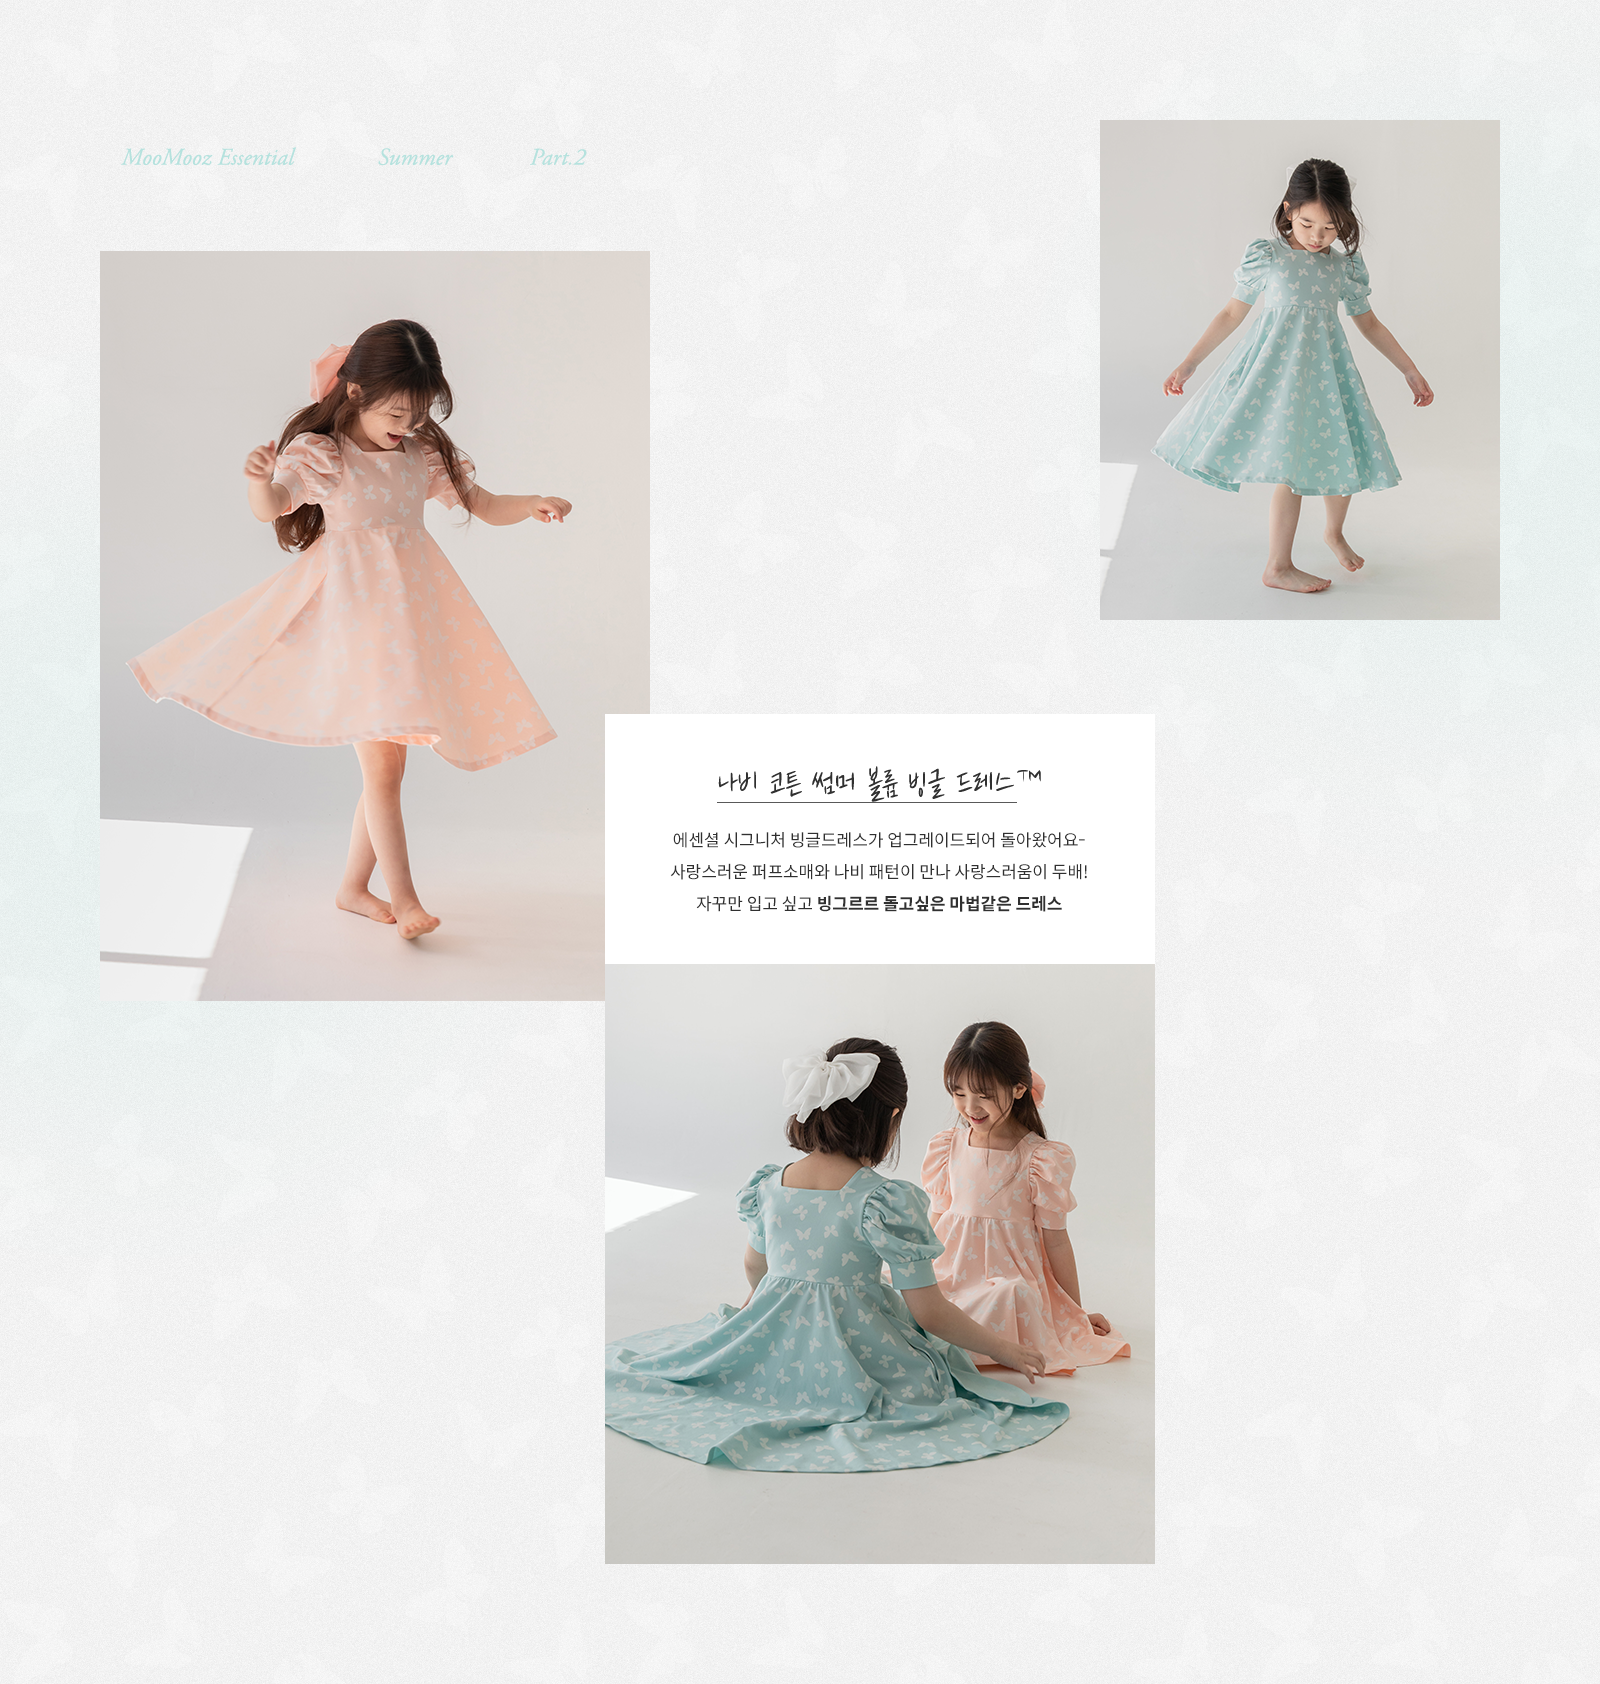 MooMooz Essential Summer Part.2
나비 코튼 썸머 볼륨 빙글 드레스™
에센셜 시그니처 빙글드레스가 업그레이드되어 돌아왔어요-
사랑스러운 퍼프소매와 나비 패턴이 만나 사랑스러움이 두배!
자꾸만 입고 싶고 빙그르르 돌고싶은 마법같은 드레스